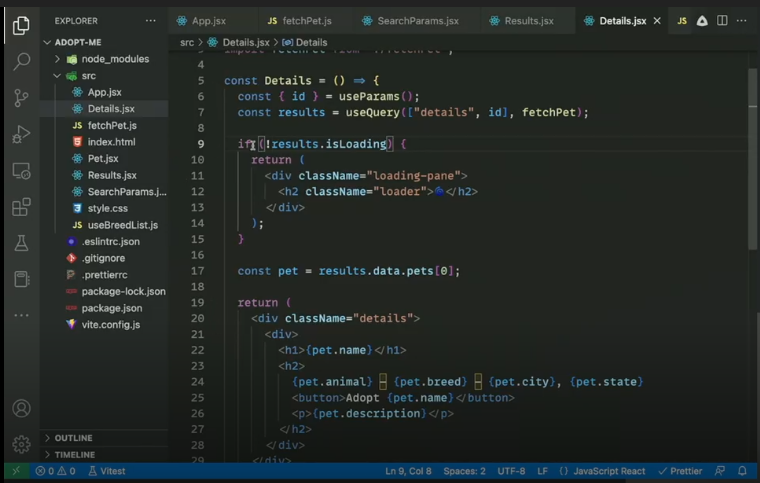 EXPLORER
App.jsx
fetchPet.js
SearchParams.jsx
Results.jsx
Details.jsx
JS
ADOPT-ME
src > Details.jsx > Details
node_modules
src
App.jsx
Details.jsx
JS fetchPet.js
index.html
Pet.jsx
Results.jsx
SearchParams.j...
style.css
JS useBreedList.js
.eslintrc.json
.gitignore
.prettierrc
package-lock.json
package.json
vite.config.js
OUTLINE
TIMELINE
4
5 const Details = () => {
6 const { id } = useParams();
7 const results = useQuery(["details", id], fetchPet);
8
9 if (!results.isLoading) {
10 return (
11 <div className="loading-pane">
12 <h2 className="loader">🌀</h2>
13 </div>
14 );
15 }
16
17 const pet = results.data.pets[0];
18
19 return (
20 <div className="details">
21 <div>
22 <h1>{pet.name}</h1>
23 <h2>
24 {pet.animal} – {pet.breed} – {pet.city}, {pet.state}
25 <button>Adopt {pet.name}</button>
26 <p>{pet.description}</p>
27 </h2>
28 </div>
29 </div>
0 0 Vitest Ln 9, Col 8 Spaces: 2 UTF-8 LF {} JavaScript React Prettier